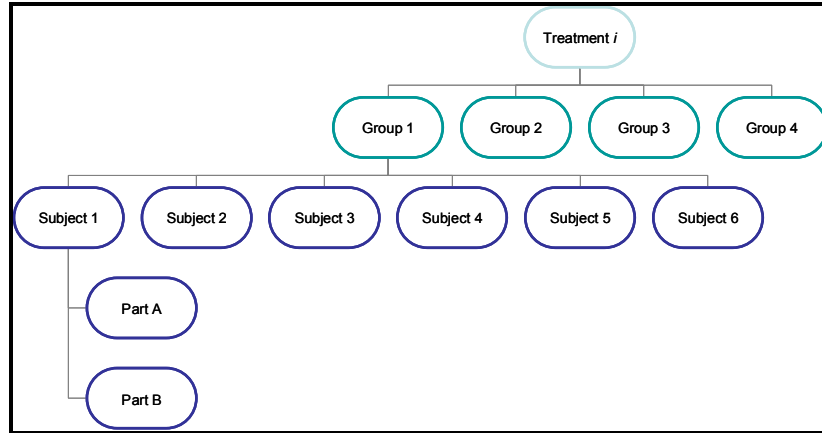 Treatment i
Group 1
Group 2
Group 3
Group 4
Subject 1
Subject 2
Subject 3
Subject 4
Subject 5
Subject 6
Part A
Part B